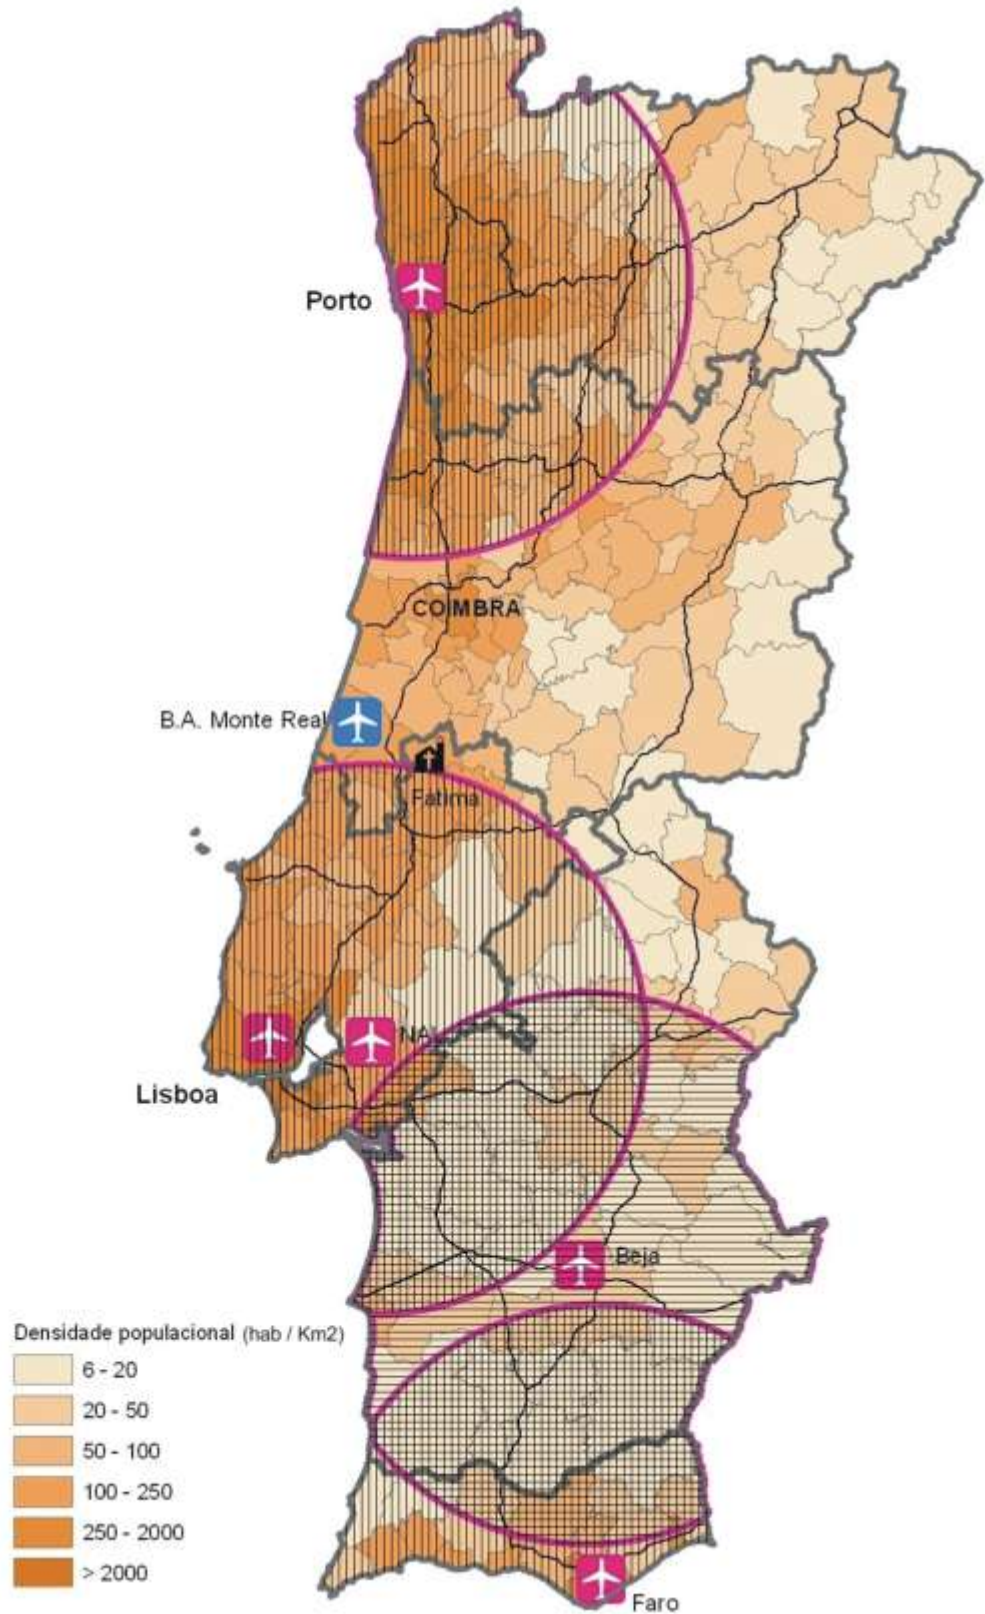 Porto
COIMBRA
B.A. Monte Real
Fatima
NAL
Lisboa
Beja
Densidade populacional (hab / Km2)
6 - 20
20 - 50
50 - 100
100 - 250
250 - 2000
> 2000
Faro